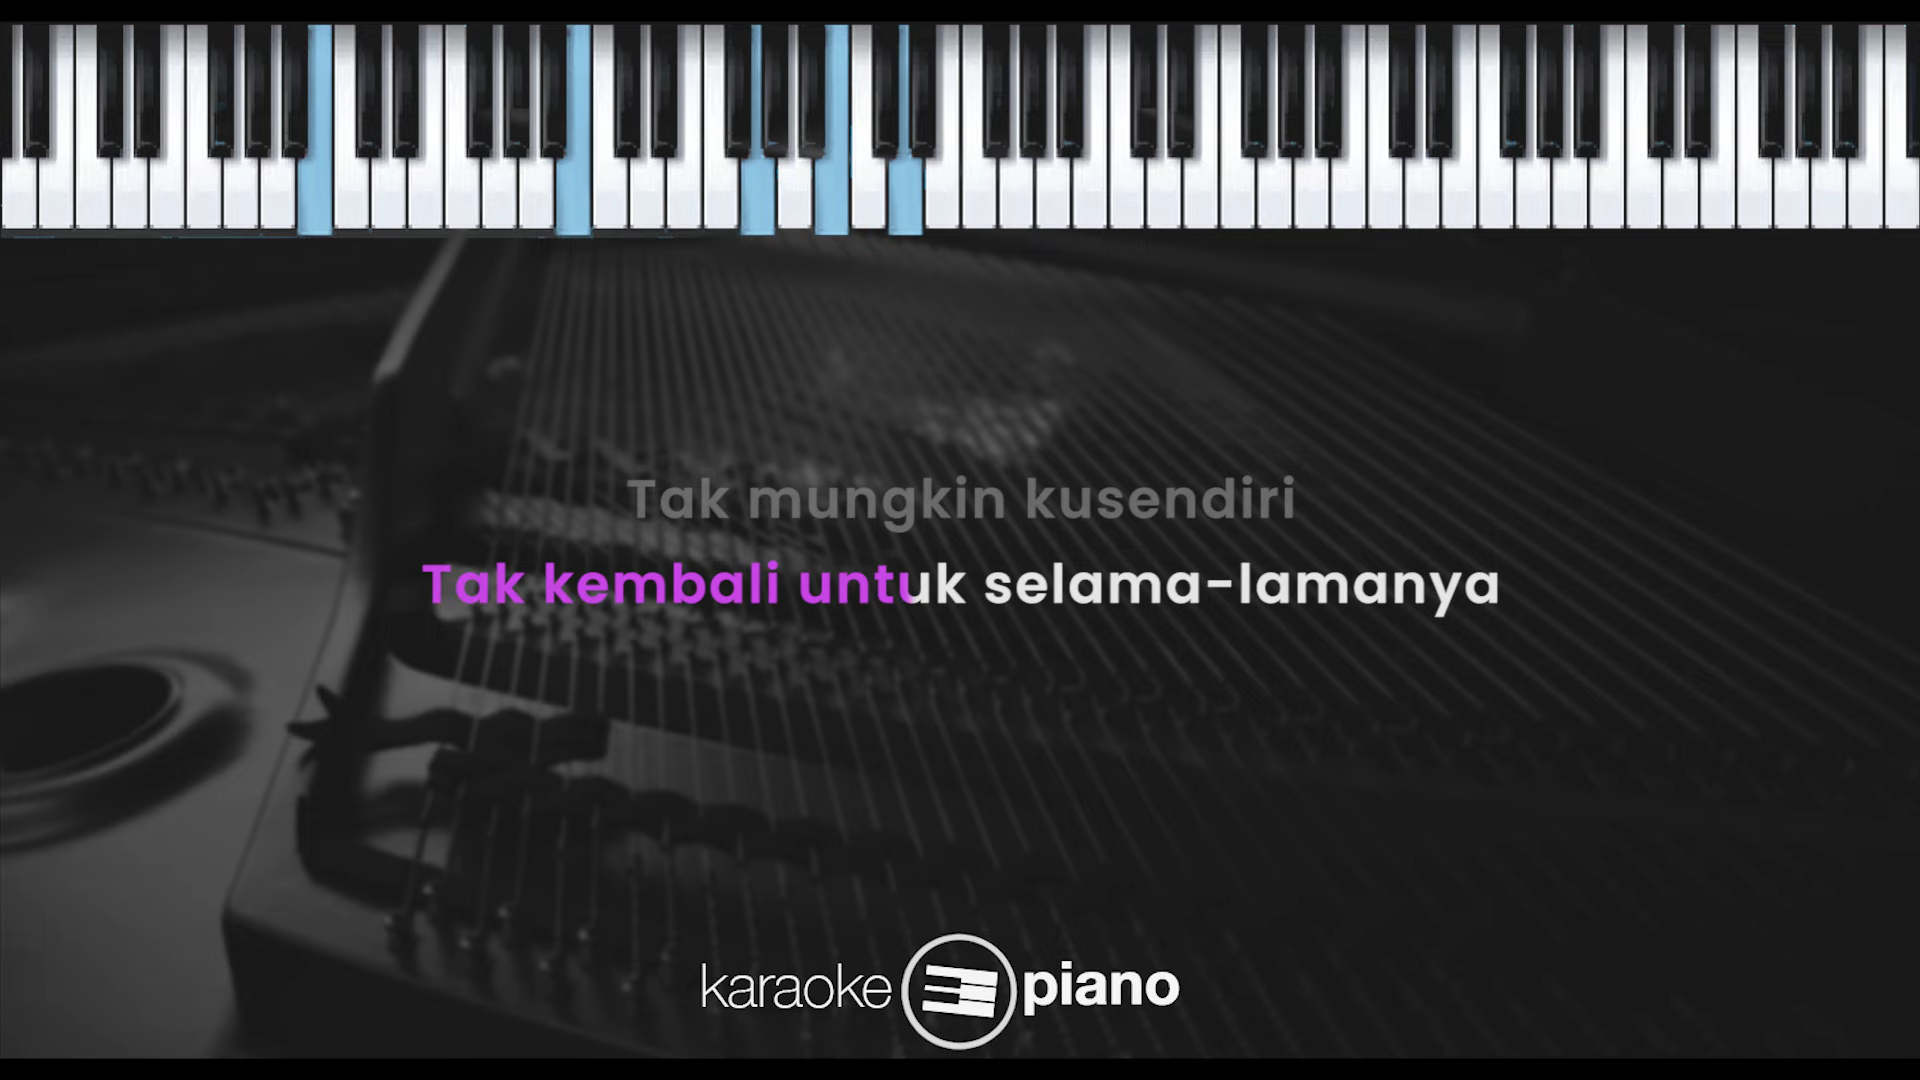 Tak mungkin kusendiri
Tak kembali untuk selama-lamanya
karaoke piano